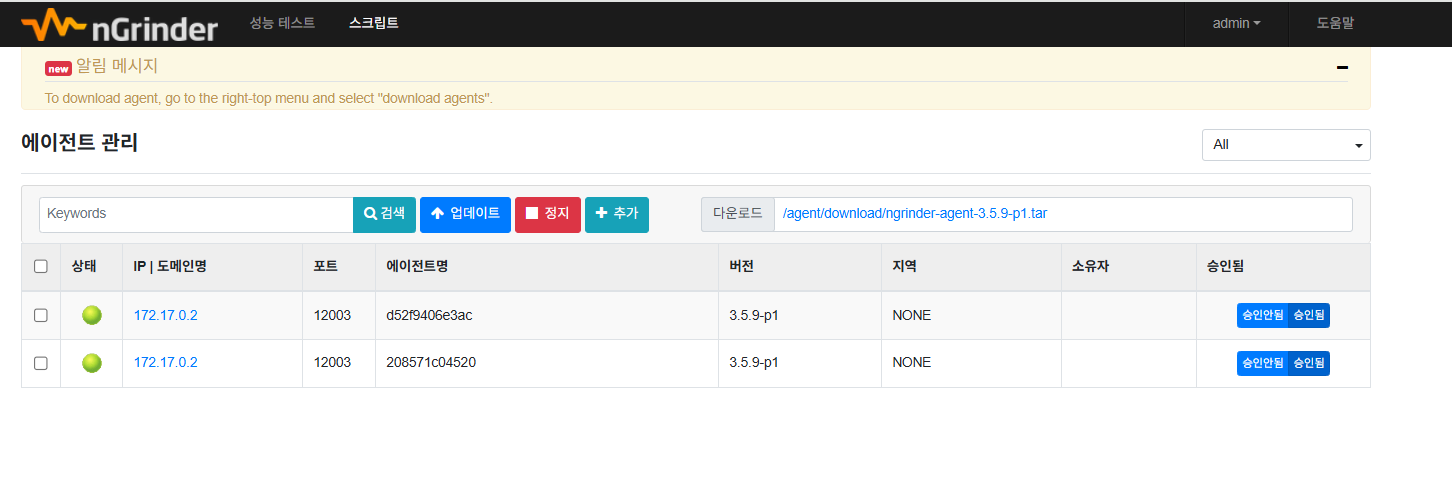 nGrinder 성능 테스트 스크립트 admin 도움말
new 알림 메시지
To download agent, go to the right-top menu and select "download agents".
에이전트 관리 All
Keywords 검색 업데이트 정지 추가 다운로드 /agent/download/ngrinder-agent-3.5.9-p1.tar
상태 IP | 도메인명 포트 에이전트명 버전 지역 소유자 승인됨
172.17.0.2 12003 d52f9406e3ac 3.5.9-p1 NONE 승인안됨 승인됨
172.17.0.2 12003 208571c04520 3.5.9-p1 NONE 승인안됨 승인됨